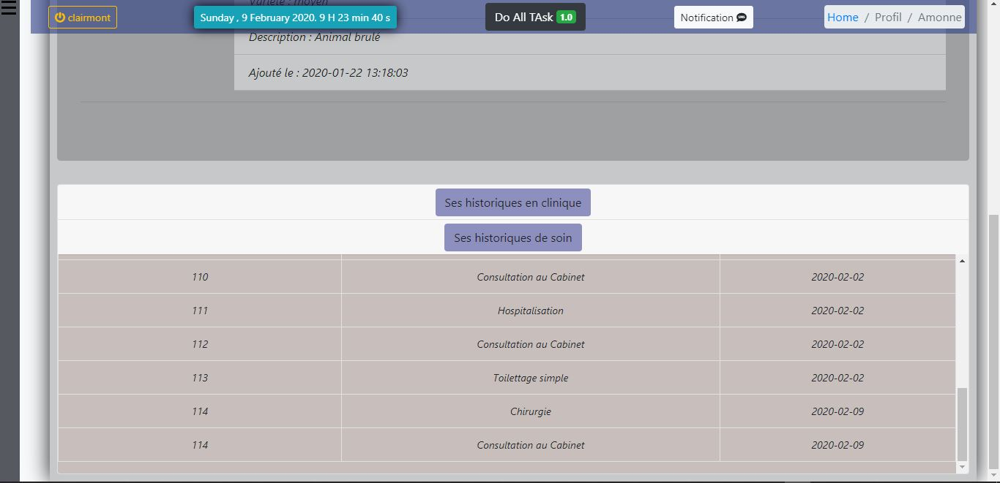 clairmont
Sunday , 9 February 2020. 9 H 23 min 40 s
Do All TAsk 1.0
Notification
Home / Profil / Amonne
Variété : moyen
Description : Animal brulé
Ajouté le : 2020-01-22 13:18:03
Ses historiques en clinique
Ses historiques de soin
110 Consultation au Cabinet 2020-02-02
111 Hospitalisation 2020-02-02
112 Consultation au Cabinet 2020-02-02
113 Toilettage simple 2020-02-02
114 Chirurgie 2020-02-09
114 Consultation au Cabinet 2020-02-09